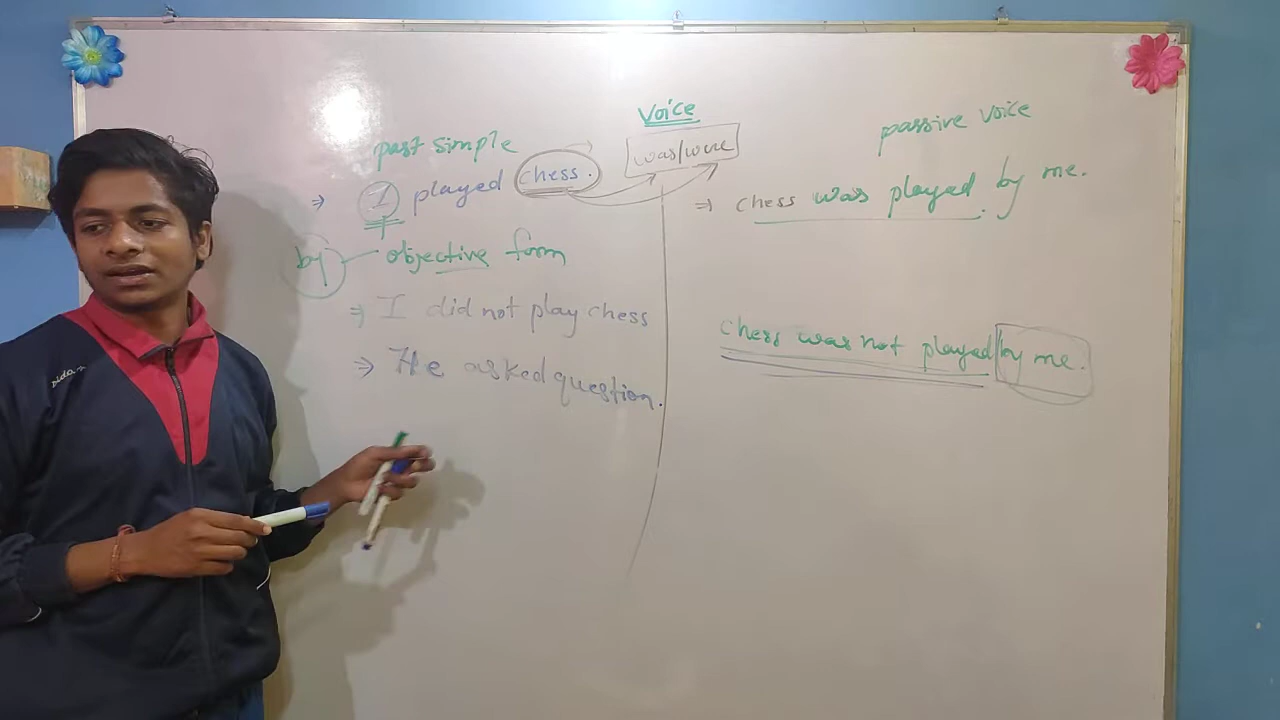 Voice
past simple
was/were
passive voice
⇒ I played chess.
⇒ chess was played by me.
by objective form
⇒ I did not play chess
chess was not played by me.
⇒ He asked question.